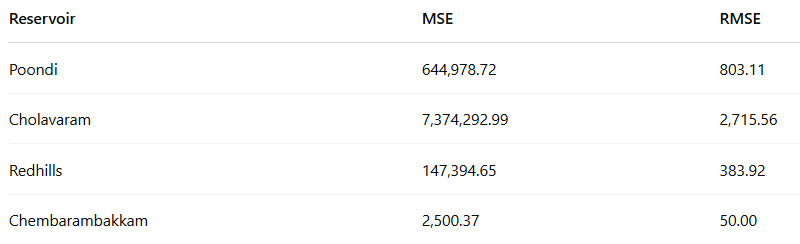 Reservoir MSE RMSE
Poondi 644,978.72 803.11
Cholavaram 7,374,292.99 2,715.56
Redhills 147,394.65 383.92
Chembarambakkam 2,500.37 50.00